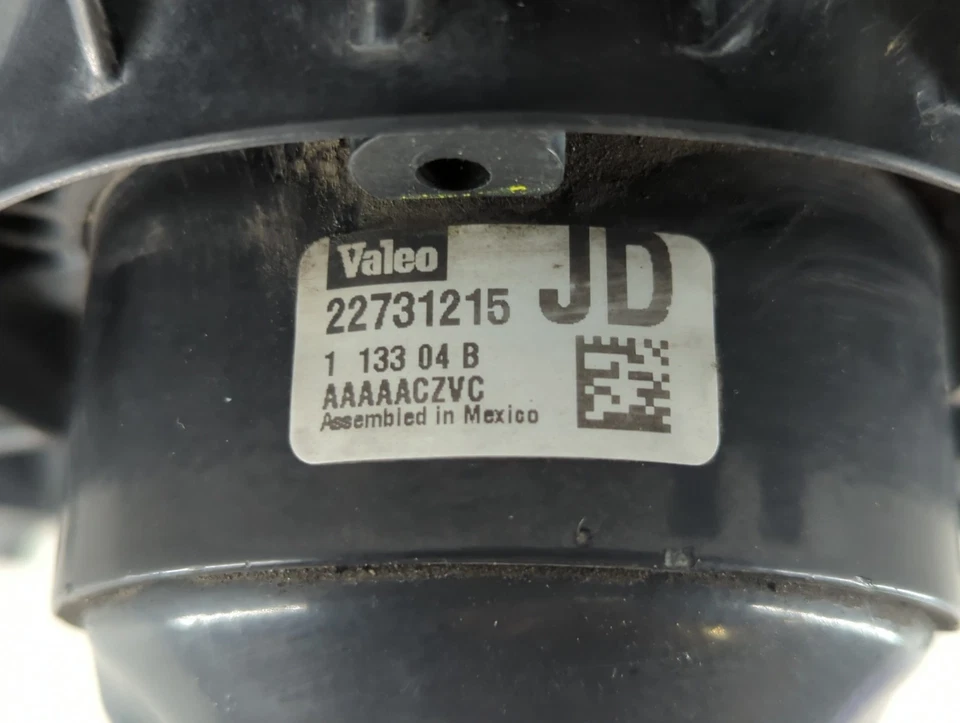 Valeo
JD
22731215
1 133 04 B
AAAAACZVC
Assembled in Mexico